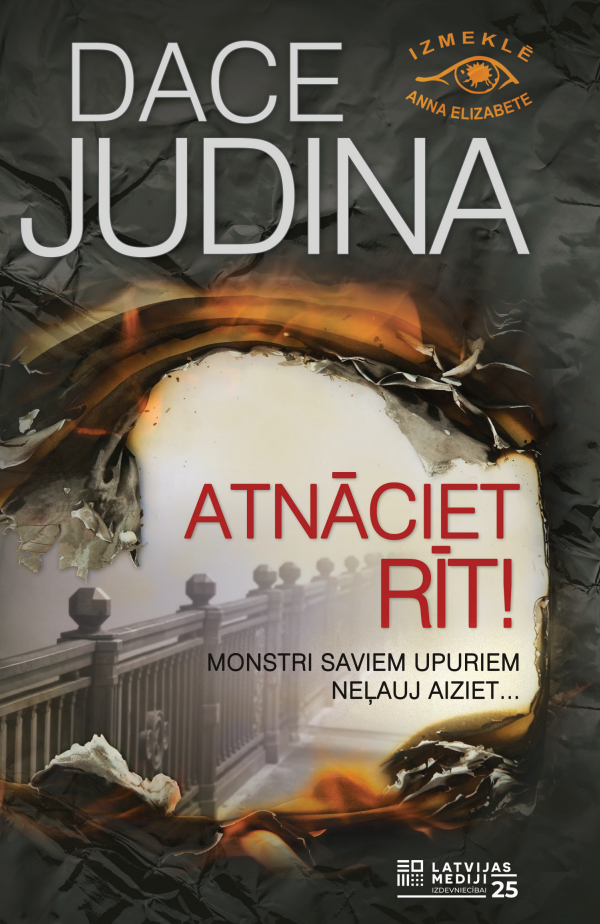 DACE
JUDINA
IZMEKLĒ
ANNA ELIZABETE
ATNĀCIET
RĪT!
MONSTRI SAVIEM UPURIEM
NEĻAUJ AIZIET...
LATVIJAS
MEDIJI
IZDEVNIECĪBAI 25